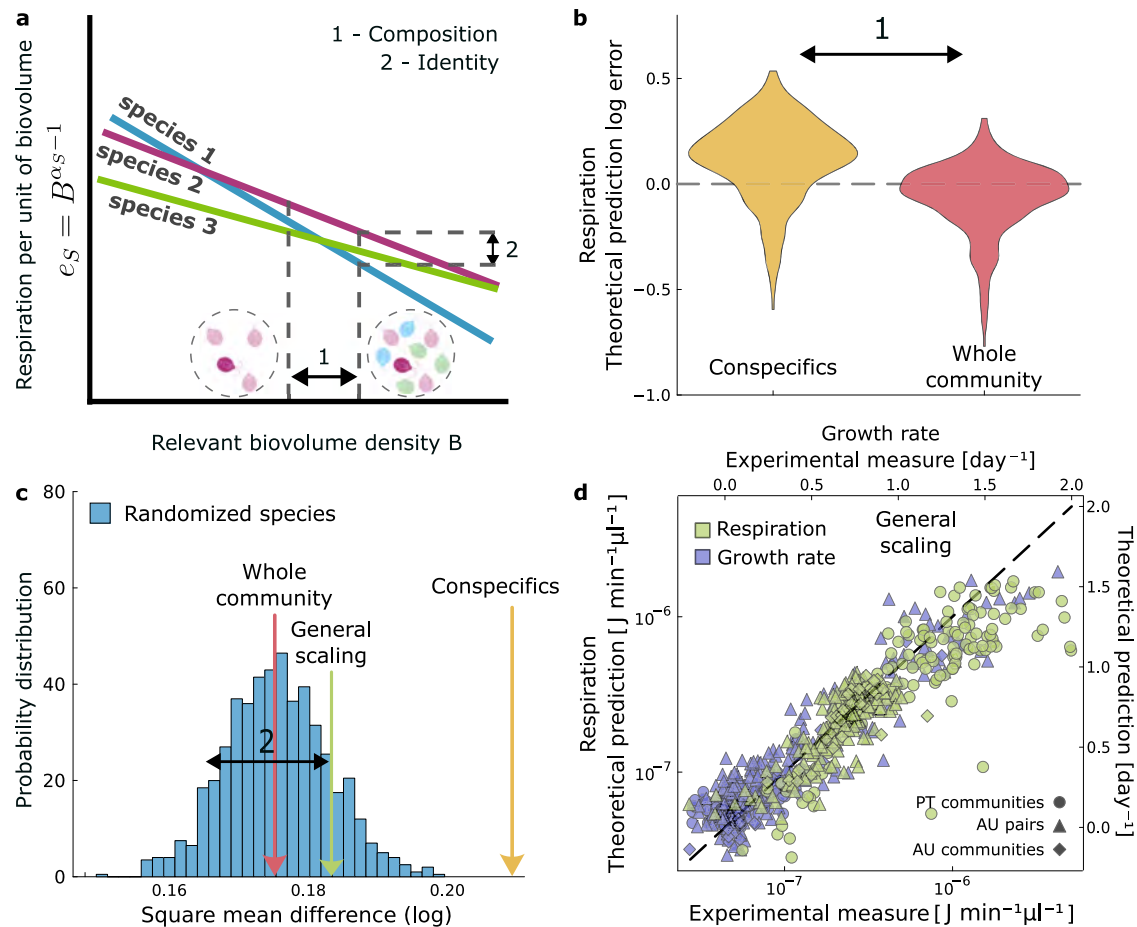 a
1 - Composition
2 - Identity
species 1
species 2
species 3
Respiration per unit of biovolume
e_S = B^{α_S−1}
2
1
Relevant biovolume density B
b
1
Respiration
Theoretical prediction log error
0.5
0.0
−0.5
−1.0
Conspecifics
Whole
community
c
80
60
40
20
0
Probability distribution
Randomized species
Whole
community
General
scaling
Conspecifics
2
0.16
0.18
0.20
Square mean difference (log)
d
Growth rate
Experimental measure [day⁻¹]
0.0
0.5
1.0
1.5
2.0
Respiration
Growth rate
General
scaling
Respiration
Theoretical prediction [ J min⁻¹μl⁻¹]
10⁻⁶
10⁻⁷
2.0
1.5
1.0
0.5
0.0
Theoretical prediction [day⁻¹]
PT communities
AU pairs
AU communities
10⁻⁷
10⁻⁶
Experimental measure [ J min⁻¹μl⁻¹]